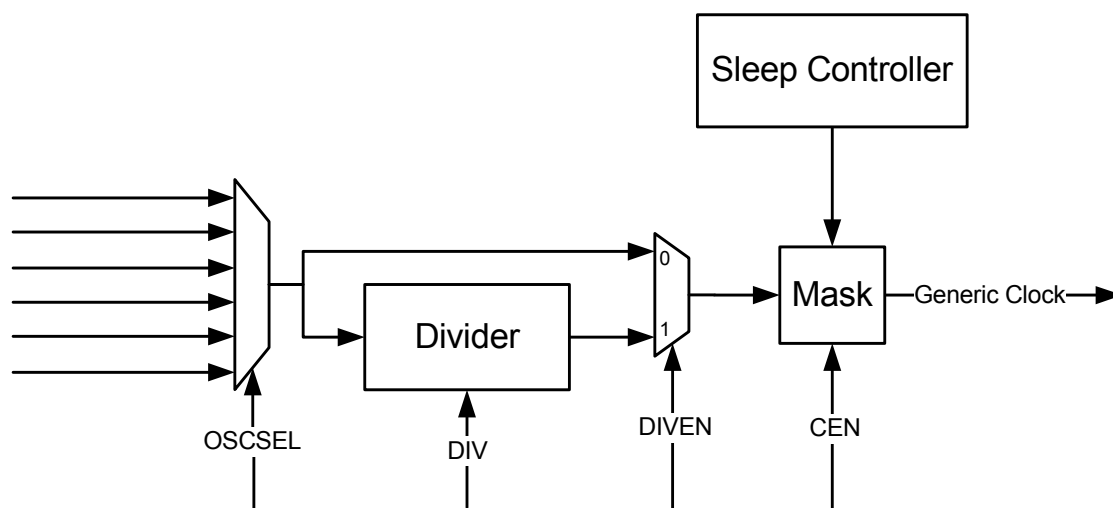 Sleep Controller
0
Divider
1
Mask
Generic Clock
OSCSEL
DIV
DIVEN
CEN